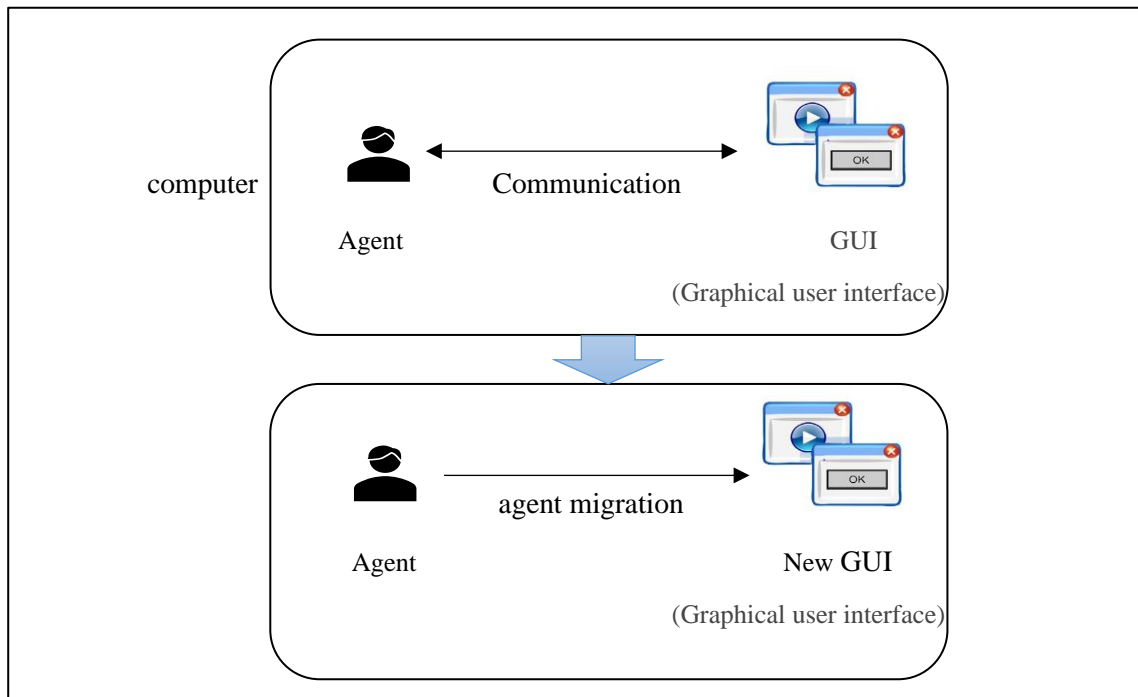 OK
computer
Communication
Agent
GUI
(Graphical user interface)
OK
agent migration
Agent
New GUI
(Graphical user interface)